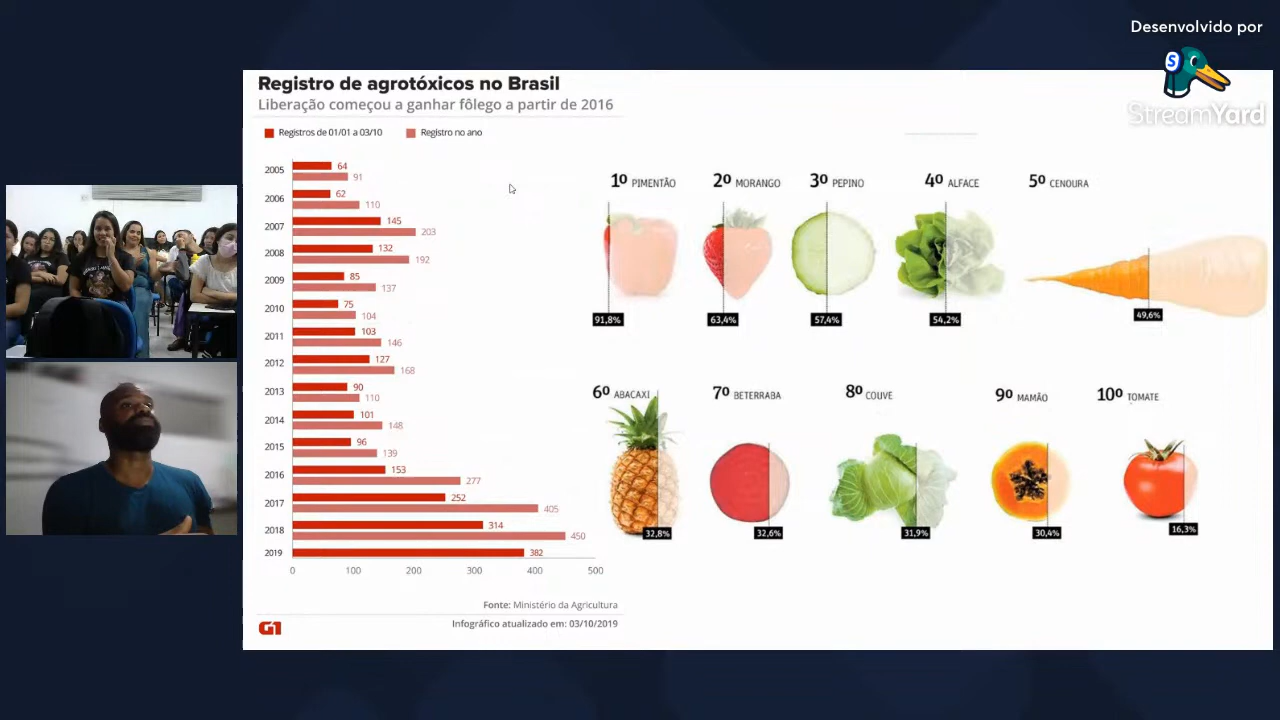 Desenvolvido por
S
StreamYard
Registro de agrotóxicos no Brasil
Liberação começou a ganhar fôlego a partir de 2016
Registros de 01/01 a 03/10 Registro no ano
2005 64 91
2006 62 110
2007 145 203
2008 132 192
2009 85 137
2010 75 104
2011 103 146
2012 127 168
2013 90 110
2014 101 148
2015 96 139
2016 153 277
2017 252 405
2018 314 450
2019 382
0 100 200 300 400 500
Fonte: Ministério da Agricultura
G1
Infográfico atualizado em: 03/10/2019
1º PIMENTÃO 2º MORANGO 3º PEPINO 4º ALFACE 5º CENOURA
91,8% 63,4% 57,4% 54,2% 49,6%
6º ABACAXI 7º BETERRABA 8º COUVE 9º MAMÃO 10º TOMATE
32,8% 32,6% 31,9% 30,4% 16,3%